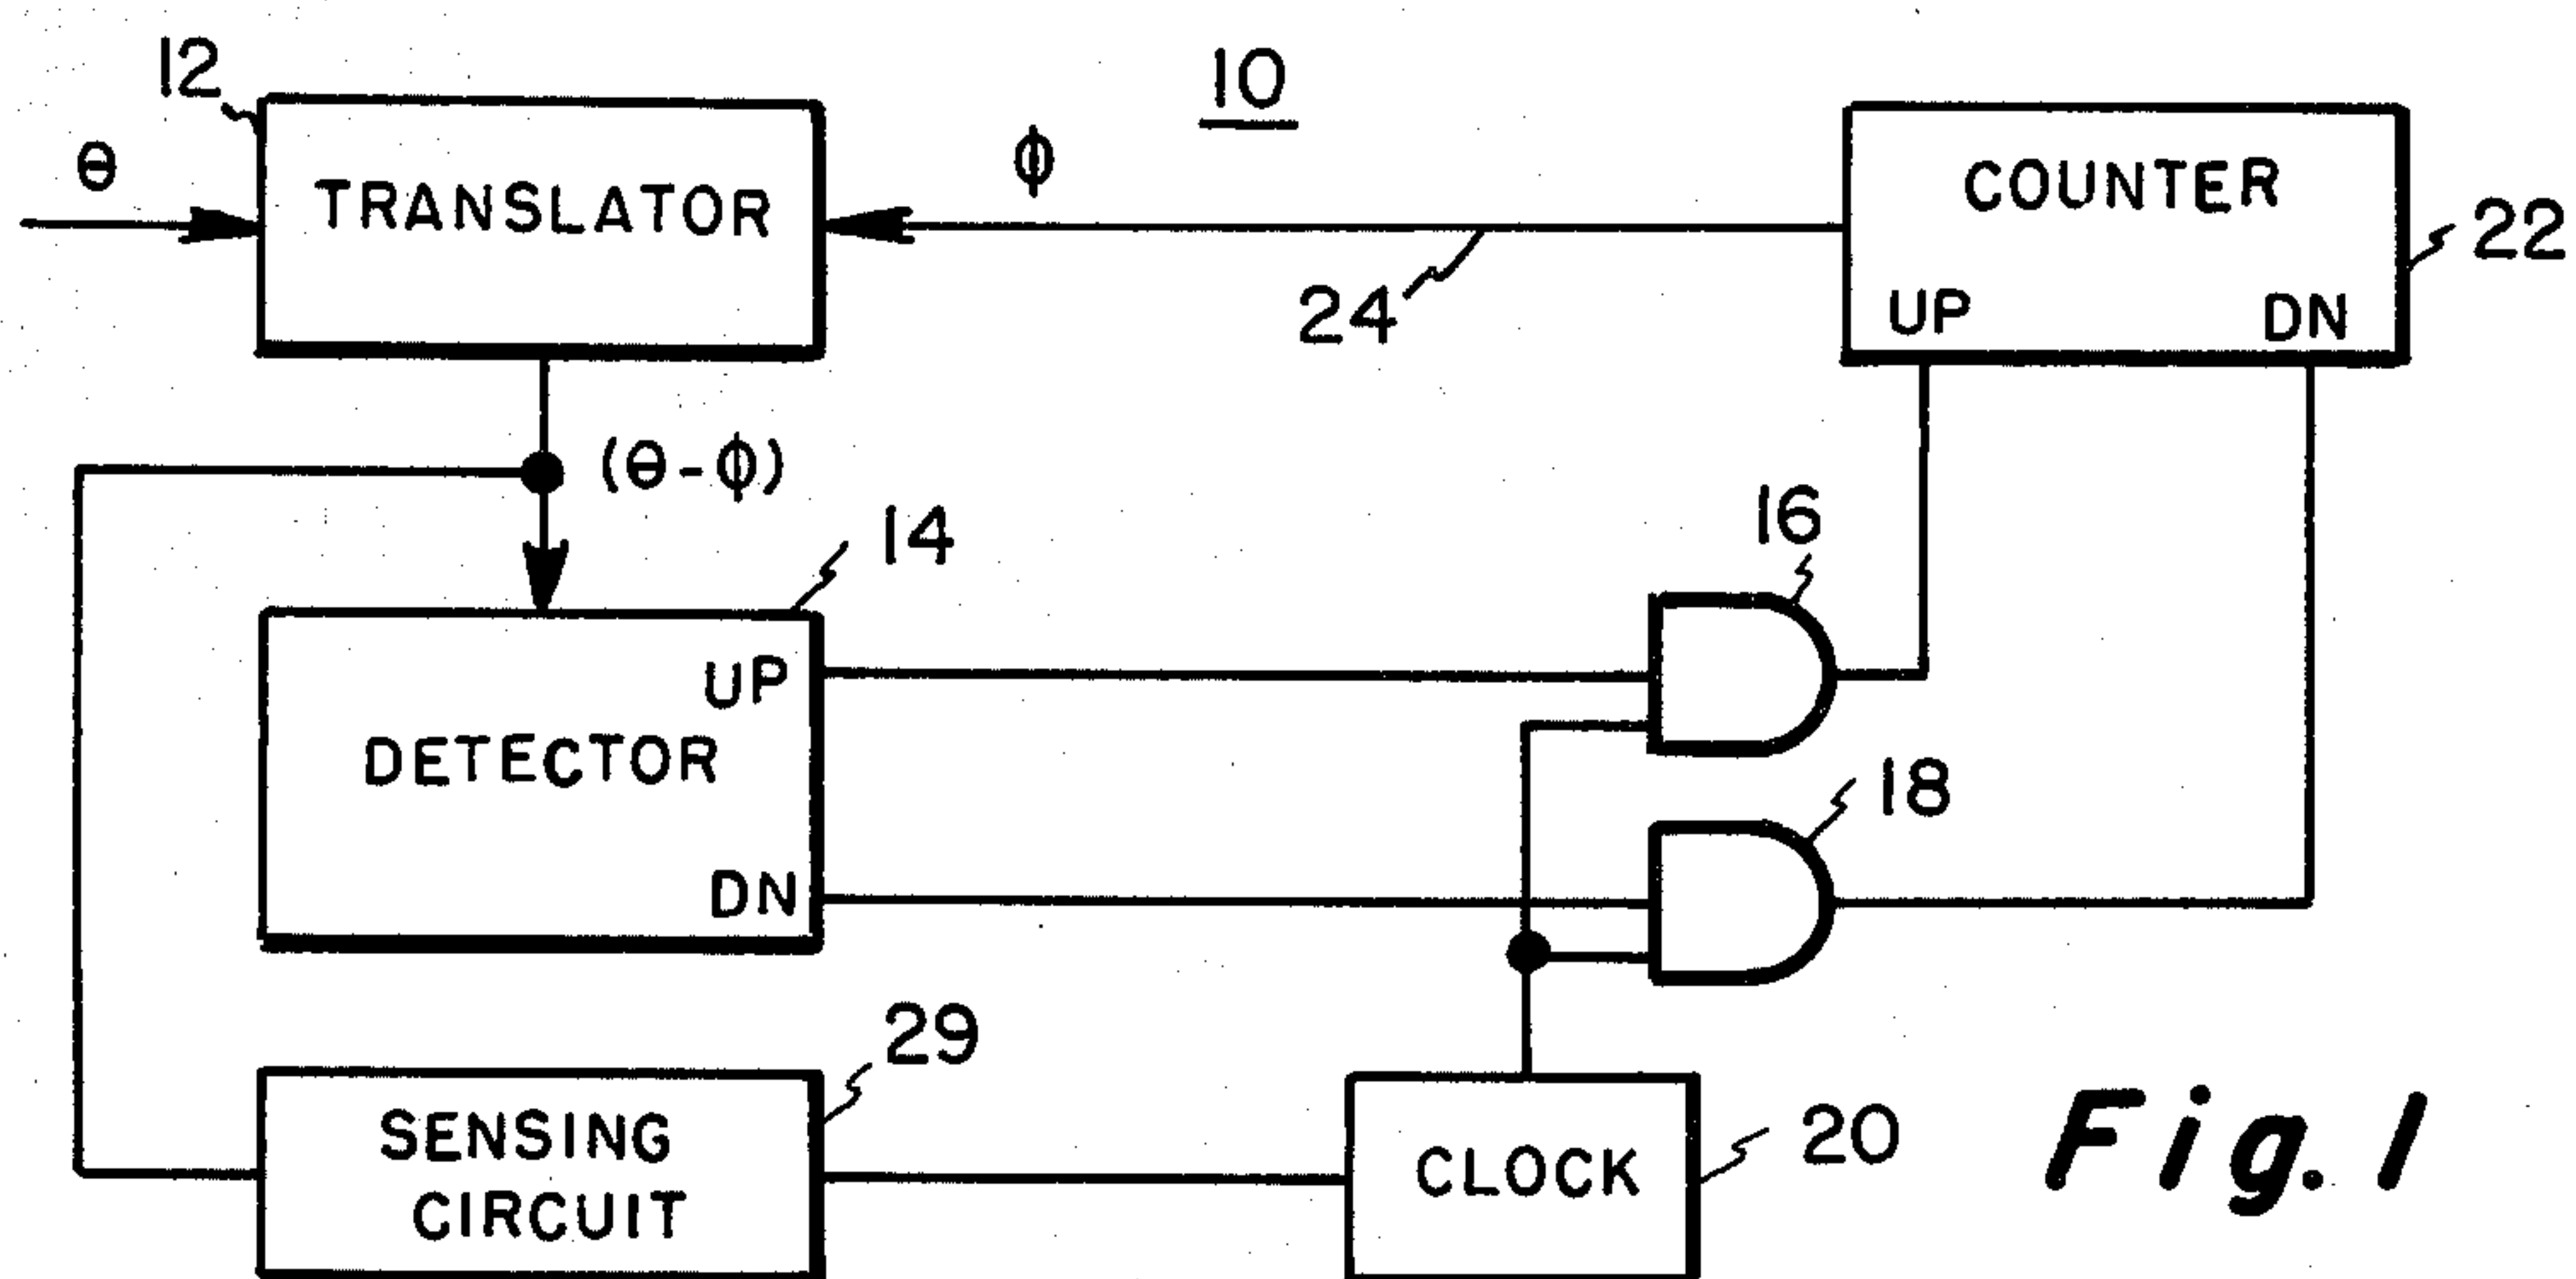 12
10
θ
TRANSLATOR
ϕ
COUNTER
22
24
UP
DN
(θ-ϕ)
14
16
UP
DETECTOR
18
DN
29
SENSING
CIRCUIT
CLOCK
20
Fig. 1